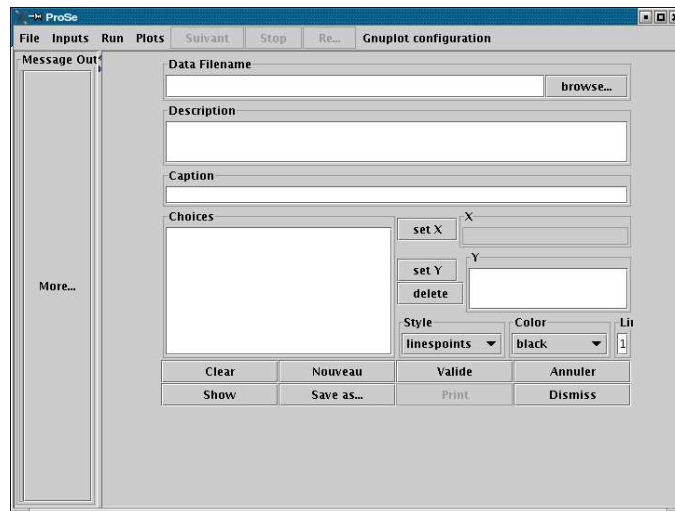 ProSe
File Inputs Run Plots Suivant Stop Re... Gnuplot configuration
Message Out
More...
Data Filename
browse...
Description
Caption
Choices
set X
X
set Y
Y
delete
Style
Color
linespoints
black
1
Clear Nouveau Valide Annuler
Show Save as... Print Dismiss